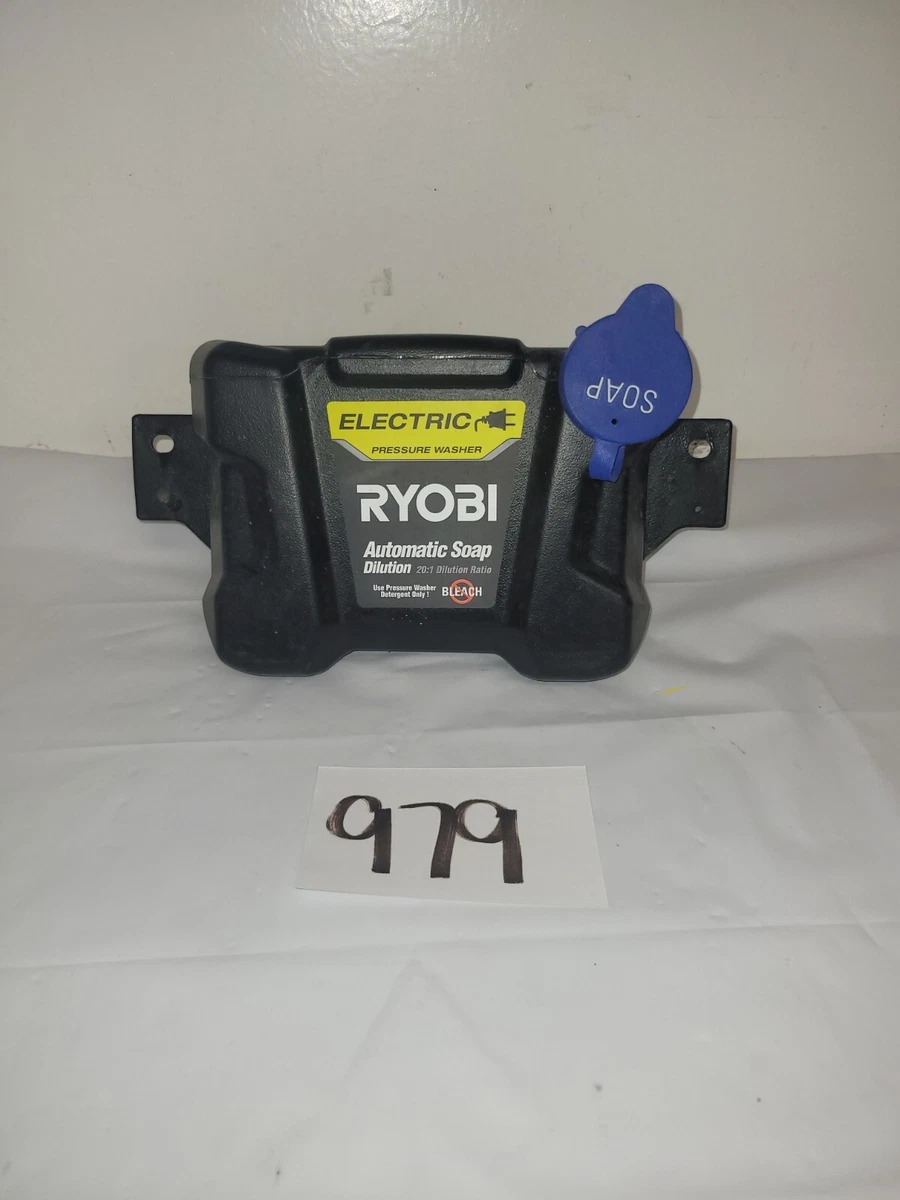 SOAP
ELECTRIC
PRESSURE WASHER
RYOBI
Automatic Soap
Dilution 20:1 Dilution Ratio
Use Pressure Washer
Detergent Only !
BLEACH
979